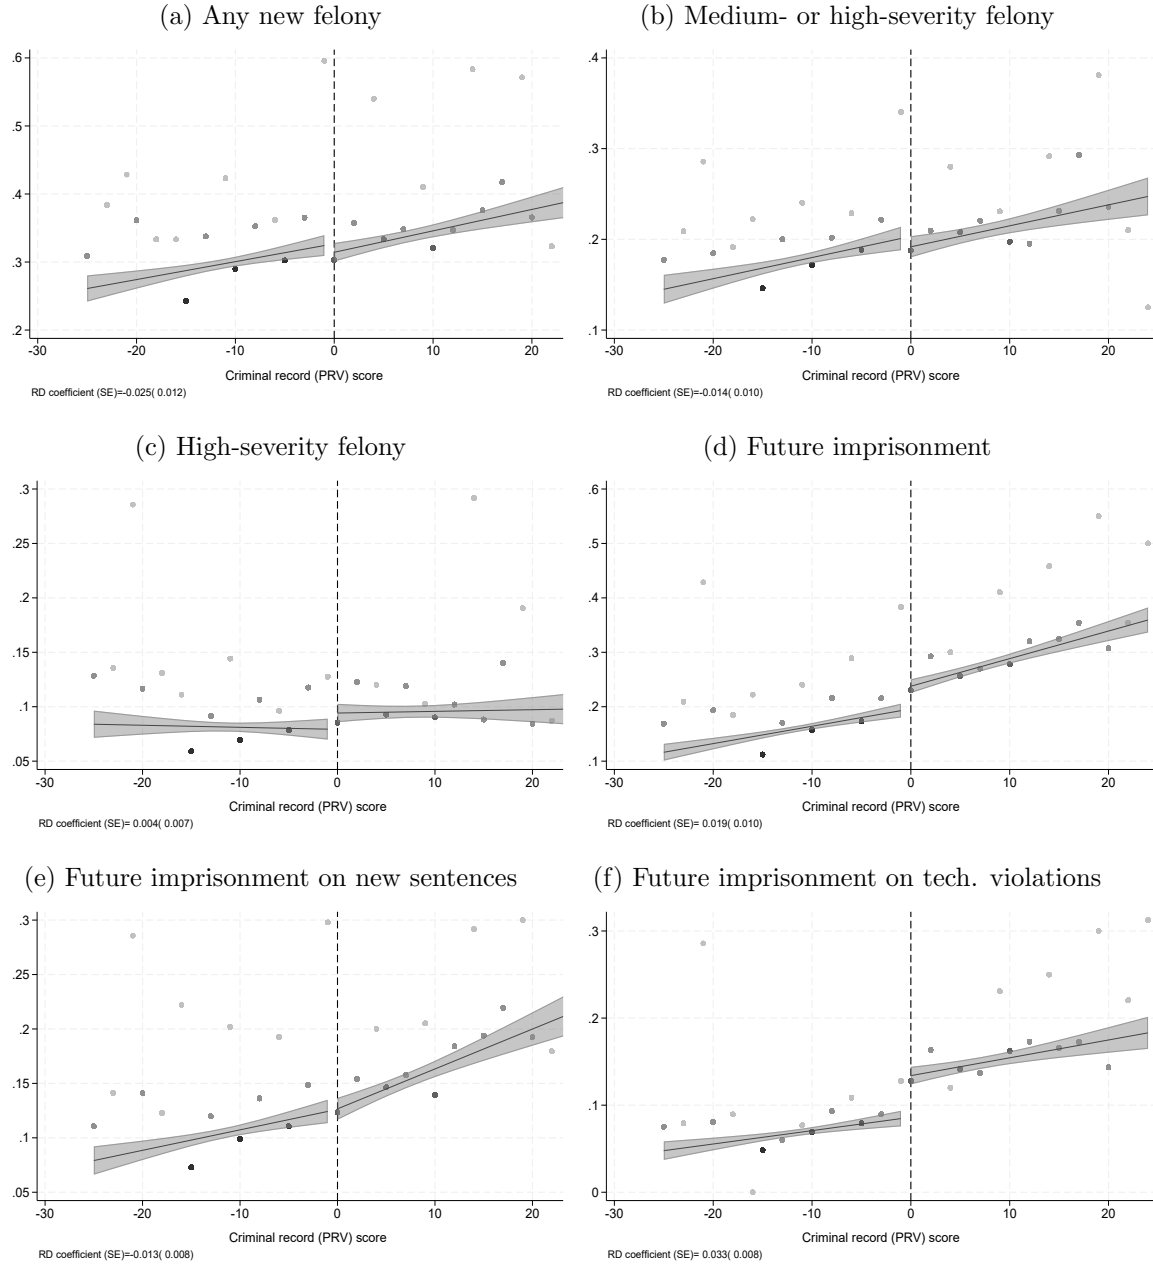 (a) Any new felony
.6
.5
.4
.3
.2
-30 -20 -10 0 10 20
Criminal record (PRV) score
RD coefficient (SE)=-0.025( 0.012)
(b) Medium- or high-severity felony
.4
.3
.2
.1
-30 -20 -10 0 10 20
Criminal record (PRV) score
RD coefficient (SE)=-0.014( 0.010)
(c) High-severity felony
.3
.25
.2
.15
.1
.05
-30 -20 -10 0 10 20
Criminal record (PRV) score
RD coefficient (SE)= 0.004( 0.007)
(d) Future imprisonment
.6
.5
.4
.3
.2
.1
-30 -20 -10 0 10 20
Criminal record (PRV) score
RD coefficient (SE)= 0.019( 0.010)
(e) Future imprisonment on new sentences
.3
.25
.2
.15
.1
.05
-30 -20 -10 0 10 20
Criminal record (PRV) score
RD coefficient (SE)=-0.013( 0.008)
(f) Future imprisonment on tech. violations
.3
.2
.1
0
-30 -20 -10 0 10 20
Criminal record (PRV) score
RD coefficient (SE)= 0.033( 0.008)